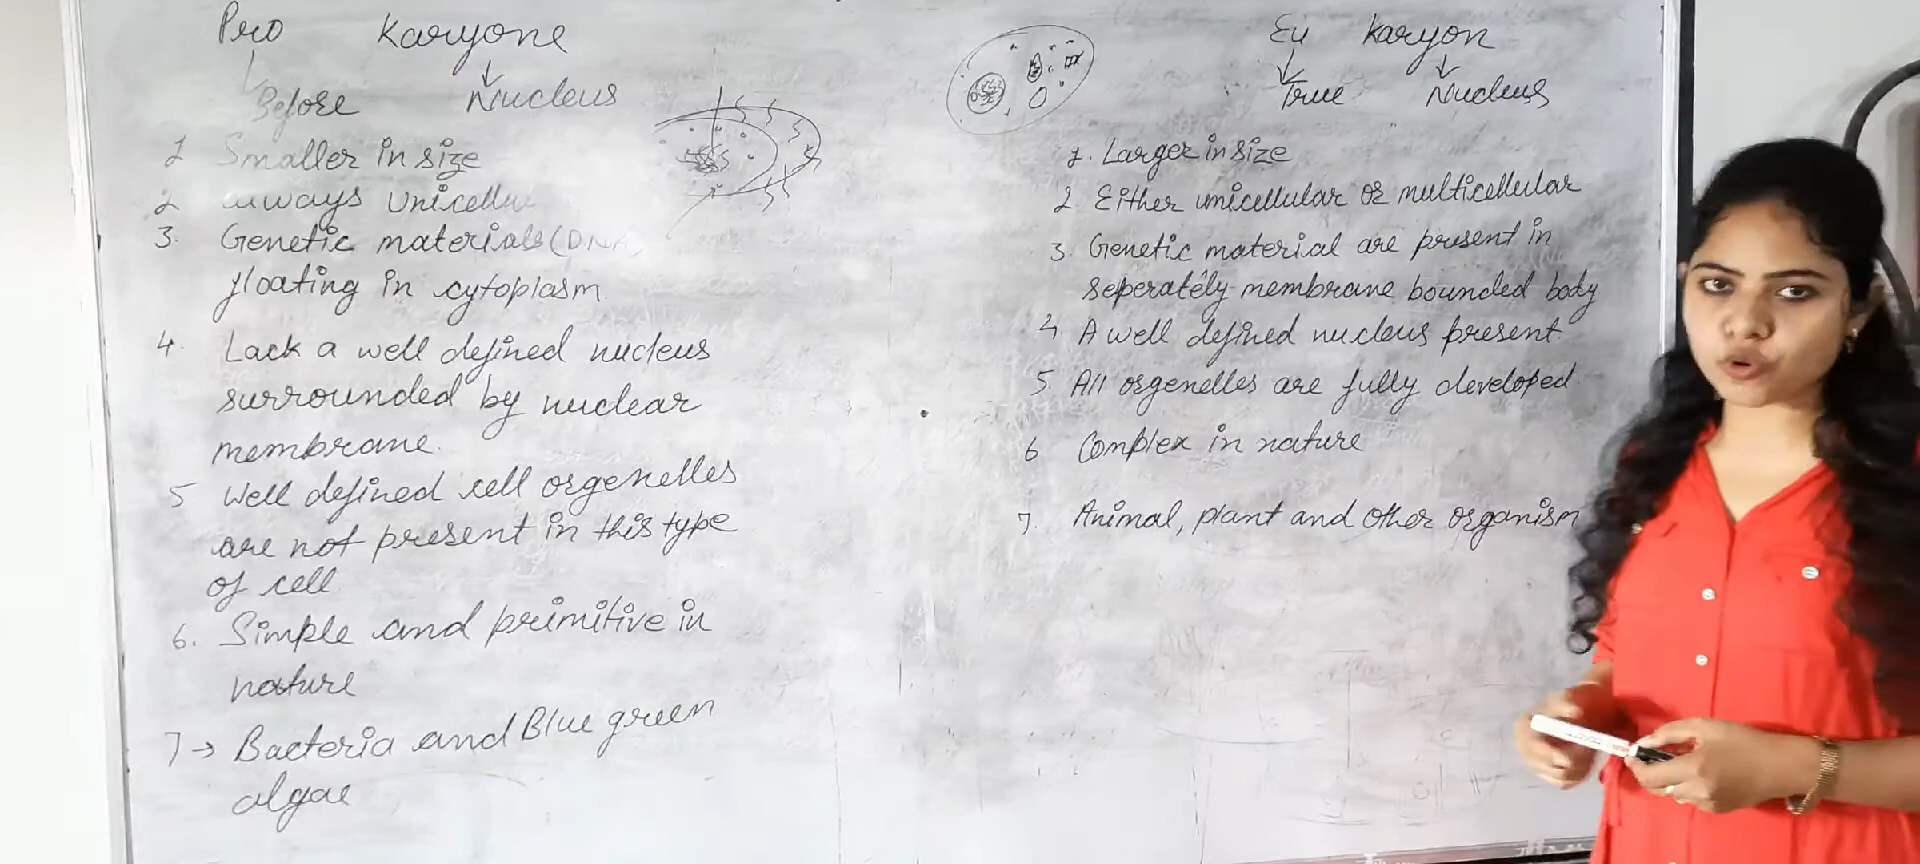 Pro Karyone
Before Nucleus
1 Smaller in size
2 always Unicellu
3. Genetic materials (DNA)
floating in cytoplasm
4. Lack a well defined nucleus
surrounded by nuclear
membrane.
5 Well defined cell orgenelles
are not present in this type
of cell
6. Simple and primitive in
nature
7 → Bacteria and Blue green
algae
Eu Karyon
True Nucleus
1. Larger in size
2 Either unicellular or multicellular
3. Genetic material are present in
seperately membrane bounded body
4 A well defined nucleus present
5. All orgenelles are fully developed
6 Complex in nature
7. Animal, plant and other organism